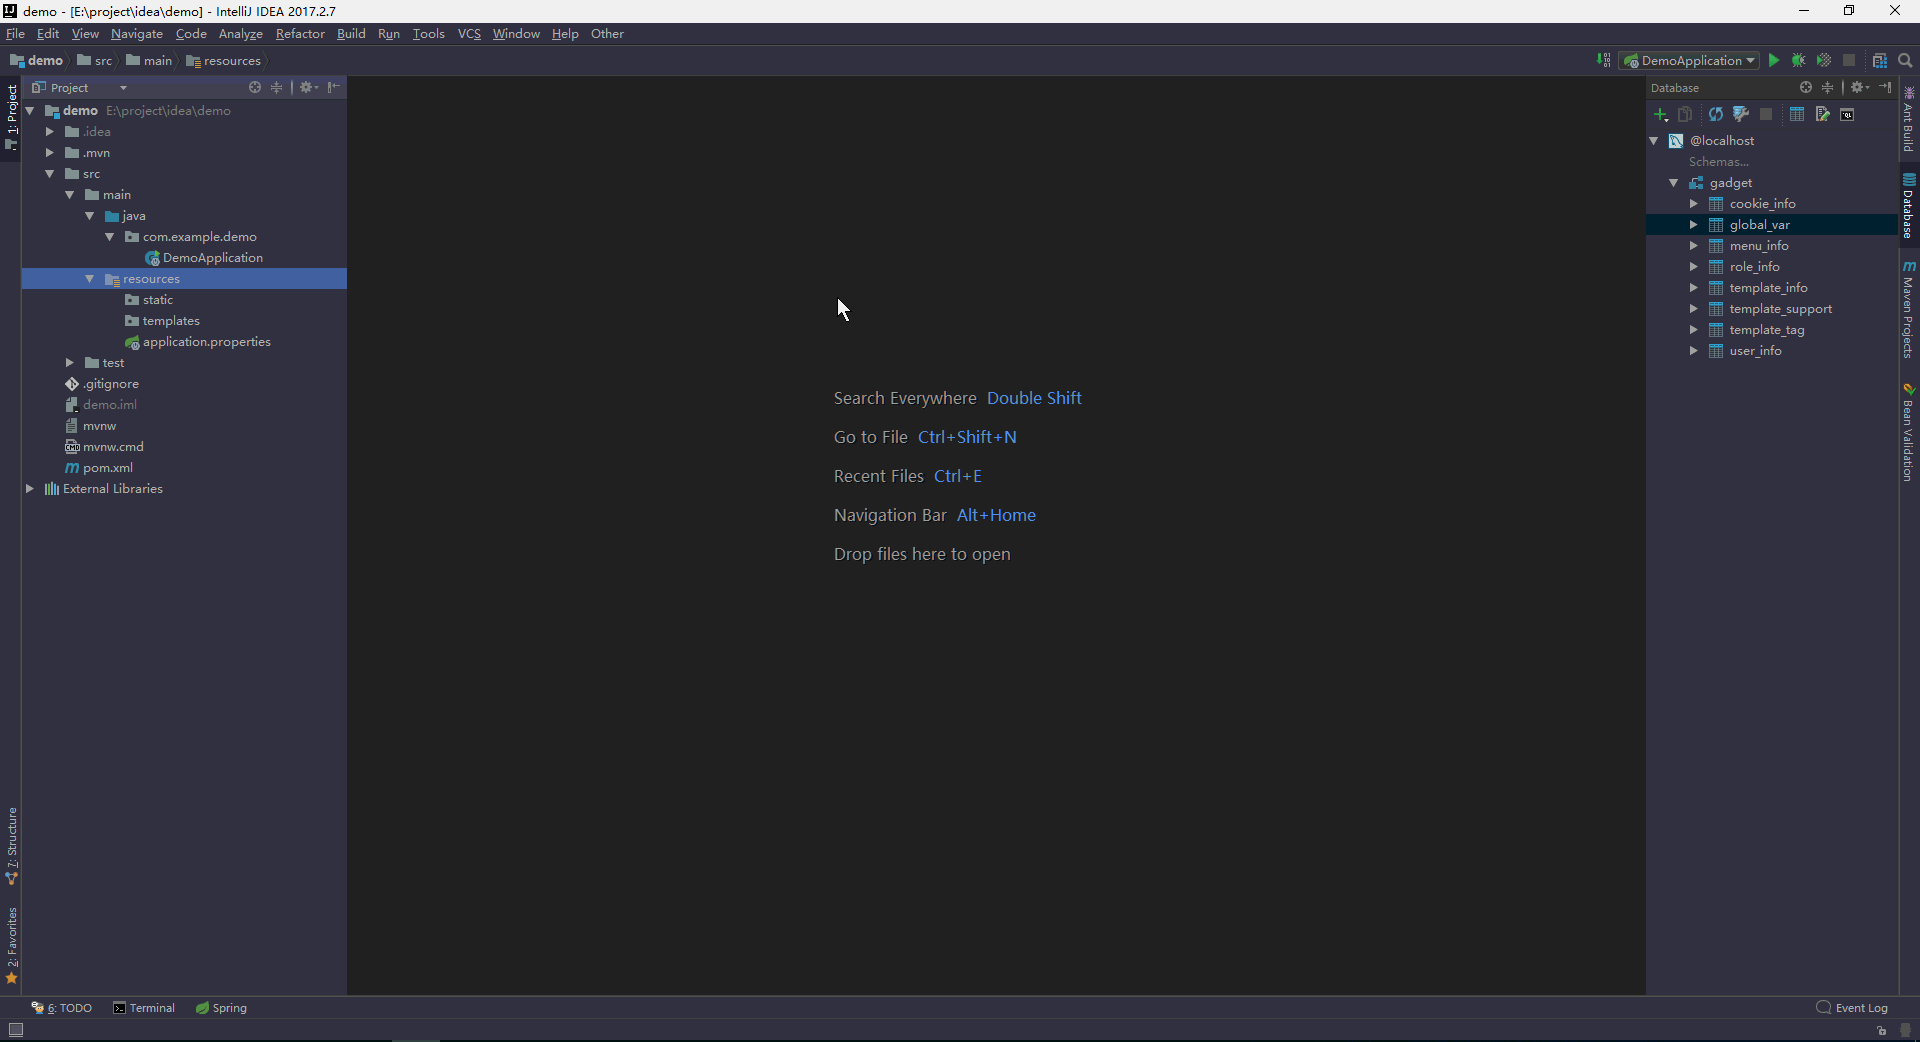 demo - [E:\project\idea\demo] - IntelliJ IDEA 2017.2.7
File Edit View Navigate Code Analyze Refactor Build Run Tools VCS Window Help Other
demo src main resources DemoApplication
1: Project
Project
demo E:\project\idea\demo
.idea
.mvn
src
main
java
com.example.demo
DemoApplication
resources
static
templates
application.properties
test
.gitignore
demo.iml
mvnw
mvnw.cmd
pom.xml
External Libraries
7: Structure
2: Favorites
Search Everywhere Double Shift
Go to File Ctrl+Shift+N
Recent Files Ctrl+E
Navigation Bar Alt+Home
Drop files here to open
Database
@localhost
Schemas...
gadget
cookie_info
global_var
menu_info
role_info
template_info
template_support
template_tag
user_info
Ant Build
Database
Maven Projects
Bean Validation
6: TODO Terminal Spring Event Log